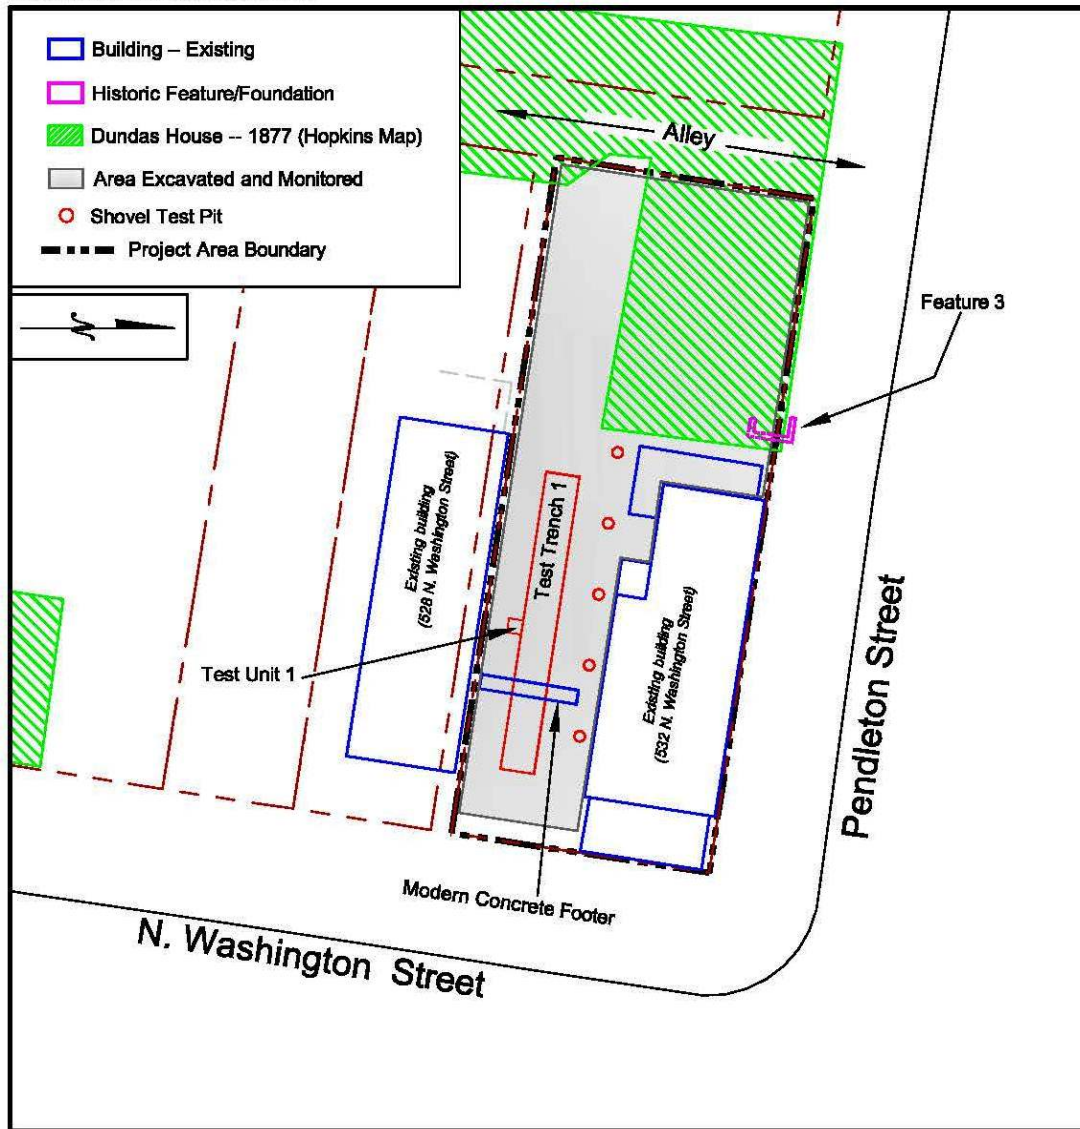 Building – Existing
Historic Feature/Foundation
Dundas House -- 1877 (Hopkins Map)
Area Excavated and Monitored
Shovel Test Pit
Project Area Boundary
N
Alley
Feature 3
Existing building
(528 N. Washington Street)
Test Trench 1
Test Unit 1
Existing building
(532 N. Washington Street)
Pendleton Street
Modern Concrete Footer
N. Washington Street